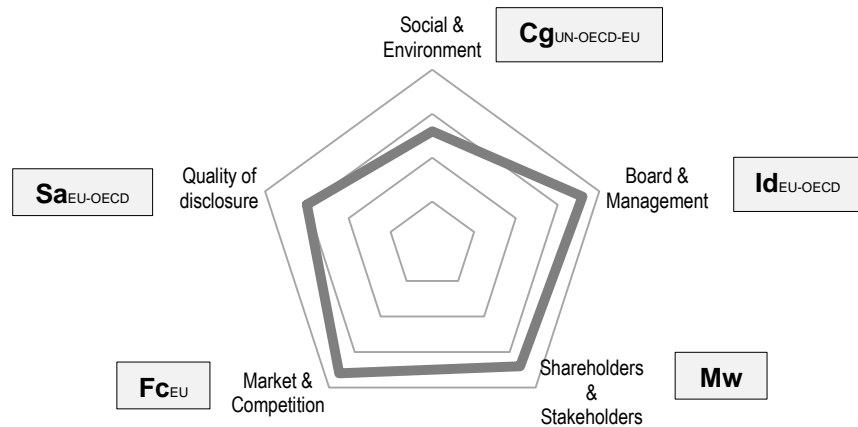 Social &
Environment
CgUN-OECD-EU
Quality of
disclosure
SaEU-OECD
Board &
Management
IdEU-OECD
Market &
Competition
FcEU
Shareholders
&
Stakeholders
Mw